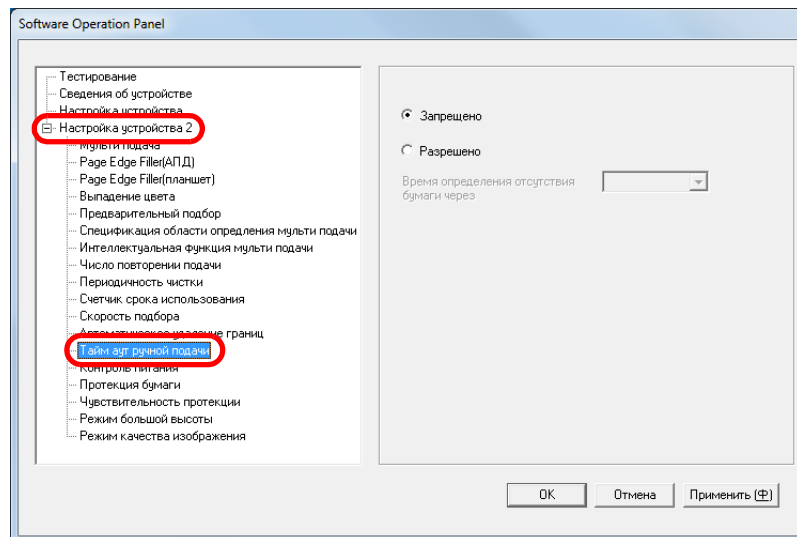 Software Operation Panel
Тестирование
Сведения об устройстве
Настройка устройства
Настройка устройства 2
Мульти подача
Page Edge Filler(АПД)
Page Edge Filler(планшет)
Выпадение цвета
Предварительный подбор
Спецификация области опредления мульти подачи
Интеллектуальная функция мульти подачи
Число повторении подачи
Периодичность чистки
Счетчик срока использования
Скорость подбора
Автоматическое удаление границ
Тайм аут ручной подачи
Контроль питания
Протекция бумаги
Чувствительность протекции
Режим большой высоты
Режим качества изображения
Запрещено
Разрешено
Время определения отсутствия
бумаги через
OK
Отмена
Применить (Ф)